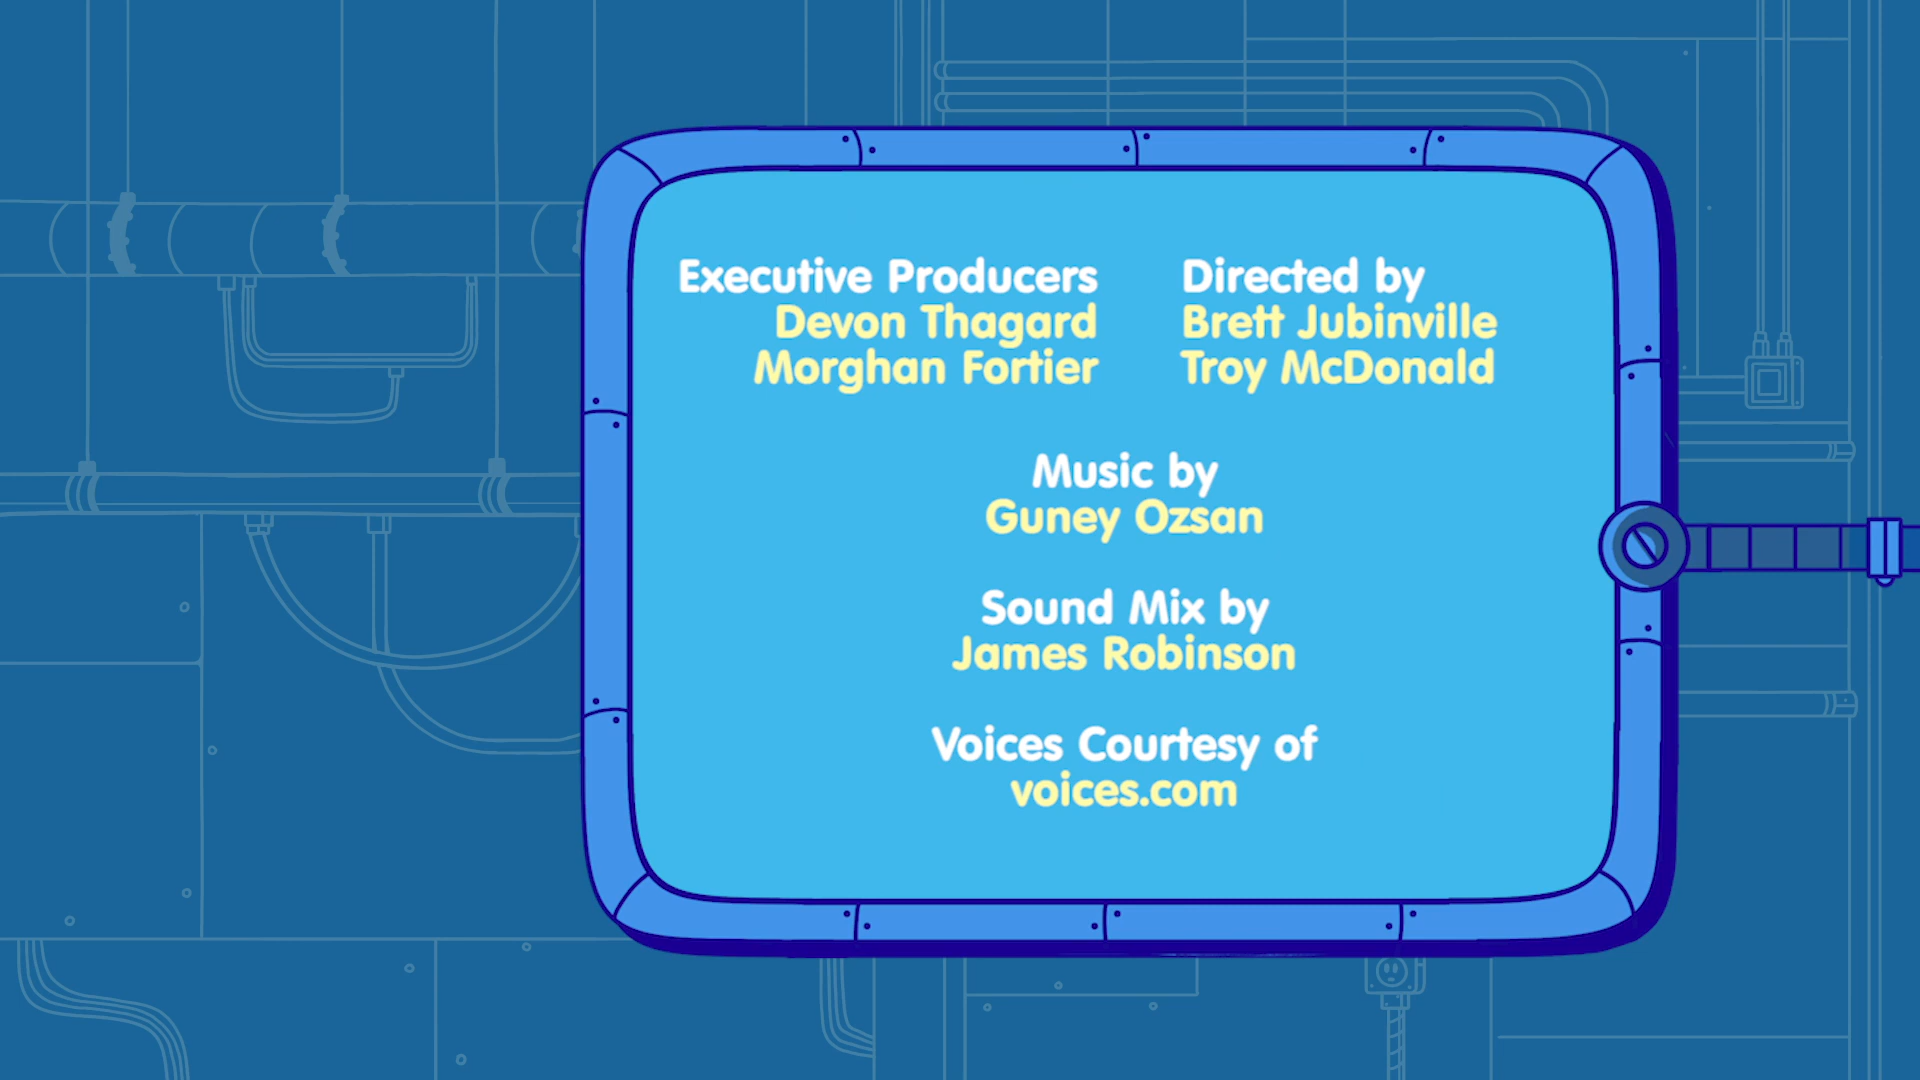 Executive Producers
Devon Thagard
Morghan Fortier
Directed by
Brett Jubinville
Troy McDonald
Music by
Guney Ozsan
Sound Mix by
James Robinson
Voices Courtesy of
voices.com